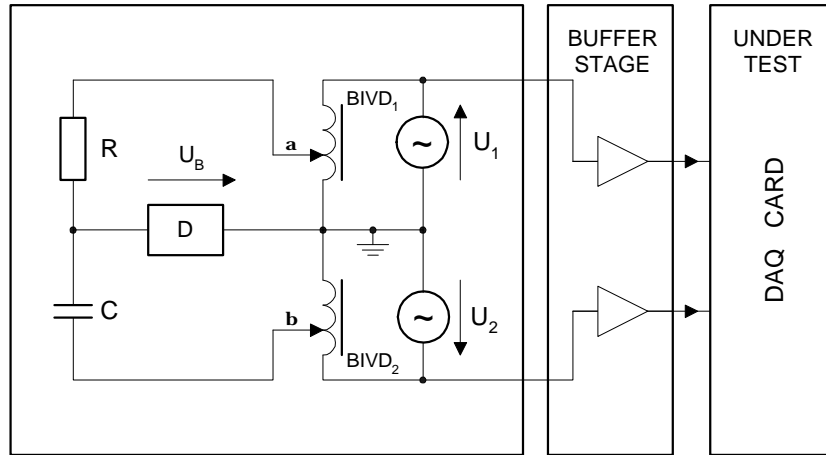 BUFFER
STAGE
UNDER
TEST
BIVD1
R
UB
a
~
U1
D
DAQ CARD
C
b
~
U2
BIVD2